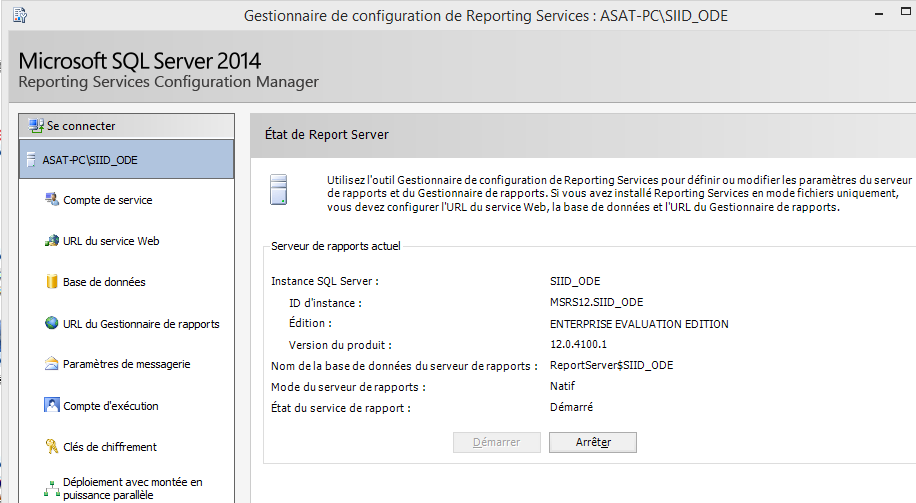 Gestionnaire de configuration de Reporting Services : ASAT-PC\SIID_ODE
Microsoft SQL Server 2014
Reporting Services Configuration Manager
Se connecter
ASAT-PC\SIID_ODE
Compte de service
URL du service Web
Base de données
URL du Gestionnaire de rapports
Paramètres de messagerie
Compte d'exécution
Clés de chiffrement
Déploiement avec montée en
puissance parallèle
État de Report Server
Utilisez l'outil Gestionnaire de configuration de Reporting Services pour définir ou modifier les paramètres du serveur
de rapports et du Gestionnaire de rapports. Si vous avez installé Reporting Services en mode fichiers uniquement,
vous devez configurer l'URL du service Web, la base de données et l'URL du Gestionnaire de rapports.
Serveur de rapports actuel
Instance SQL Server : SIID_ODE
ID d'instance : MSRS12.SIID_ODE
Édition : ENTERPRISE EVALUATION EDITION
Version du produit : 12.0.4100.1
Nom de la base de données du serveur de rapports : ReportServer$SIID_ODE
Mode du serveur de rapports : Natif
État du service de rapport : Démarré
Démarrer Arrêter